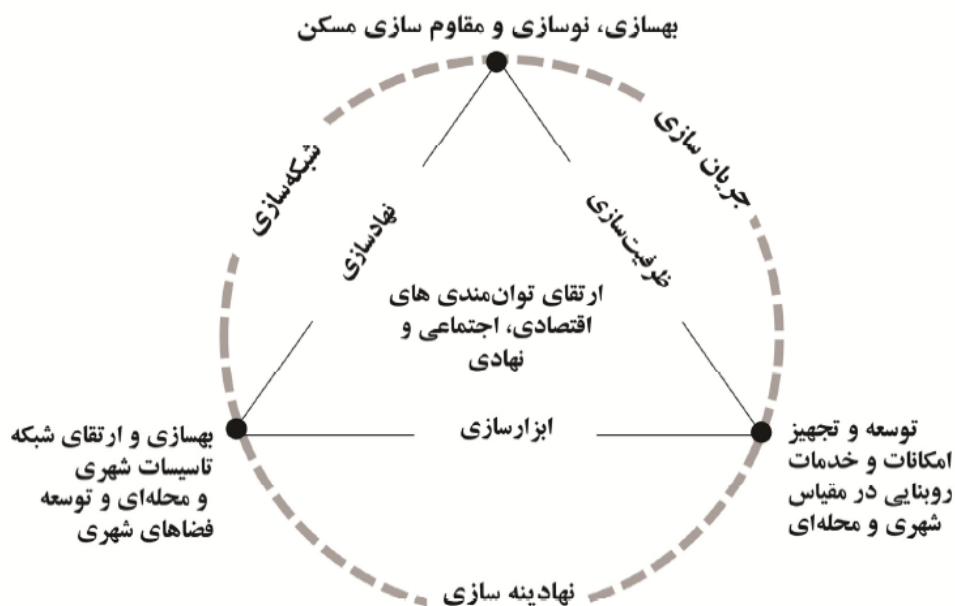 بهسازی، نوسازی و مقاوم سازی مسکن
جریان سازی
شبکه‌سازی
ظرفیت‌سازی
نهادسازی
ارتقای توان‌مندی های
اقتصادی، اجتماعی و
نهادی
ابزارسازی
توسعه و تجهیز
امکانات و خدمات
روبنایی در مقیاس
شهری و محله‌ای
بهسازی و ارتقای شبکه
تاسیسات شهری
و محله‌ای و توسعه
فضاهای شهری
نهادینه سازی